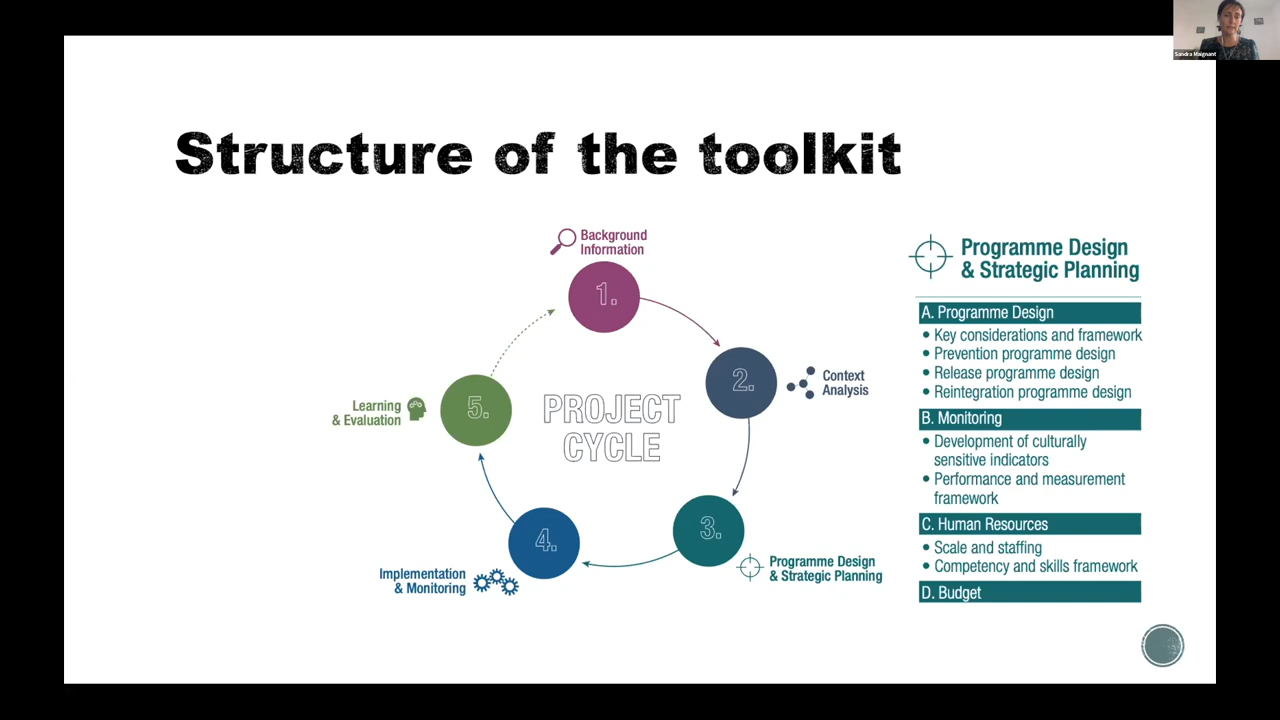 Sandra Maignant
Structure of the toolkit
Background
Information
1.
2.
Context
Analysis
PROJECT
CYCLE
5.
Learning
& Evaluation
3.
Programme Design
& Strategic Planning
4.
Implementation
& Monitoring
Programme Design
& Strategic Planning
A. Programme Design
• Key considerations and framework
• Prevention programme design
• Release programme design
• Reintegration programme design
B. Monitoring
• Development of culturally
sensitive indicators
• Performance and measurement
framework
C. Human Resources
• Scale and staffing
• Competency and skills framework
D. Budget